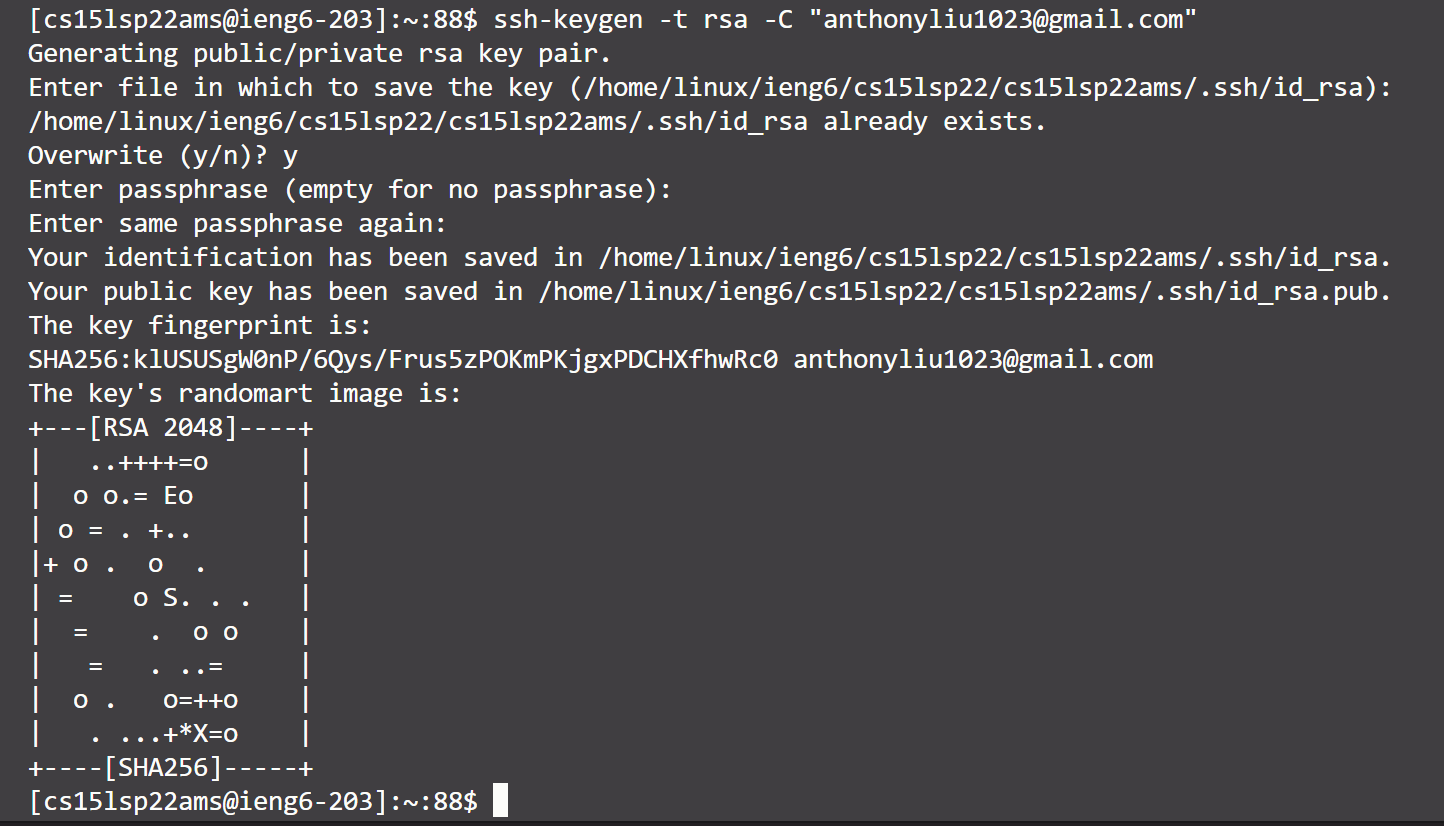 [cs15lsp22ams@ieng6-203]:~:88$ ssh-keygen -t rsa -C "anthonyliu1023@gmail.com"
Generating public/private rsa key pair.
Enter file in which to save the key (/home/linux/ieng6/cs15lsp22/cs15lsp22ams/.ssh/id_rsa):
/home/linux/ieng6/cs15lsp22/cs15lsp22ams/.ssh/id_rsa already exists.
Overwrite (y/n)? y
Enter passphrase (empty for no passphrase):
Enter same passphrase again:
Your identification has been saved in /home/linux/ieng6/cs15lsp22/cs15lsp22ams/.ssh/id_rsa.
Your public key has been saved in /home/linux/ieng6/cs15lsp22/cs15lsp22ams/.ssh/id_rsa.pub.
The key fingerprint is:
SHA256:klUSUSgW0nP/6Qys/Frus5zPOKmPKjgxPDCHXfhwRc0 anthonyliu1023@gmail.com
The key's randomart image is:
+---[RSA 2048]----+
|   ..++++=o      |
|  o o.= Eo       |
| o = . +..       |
|+ o .  o  .      |
| =    o S. . .   |
|  =    .  o o    |
|   =   . ..=     |
|  o .   o=++o    |
|   . ...+*X=o    |
+----[SHA256]-----+
[cs15lsp22ams@ieng6-203]:~:88$